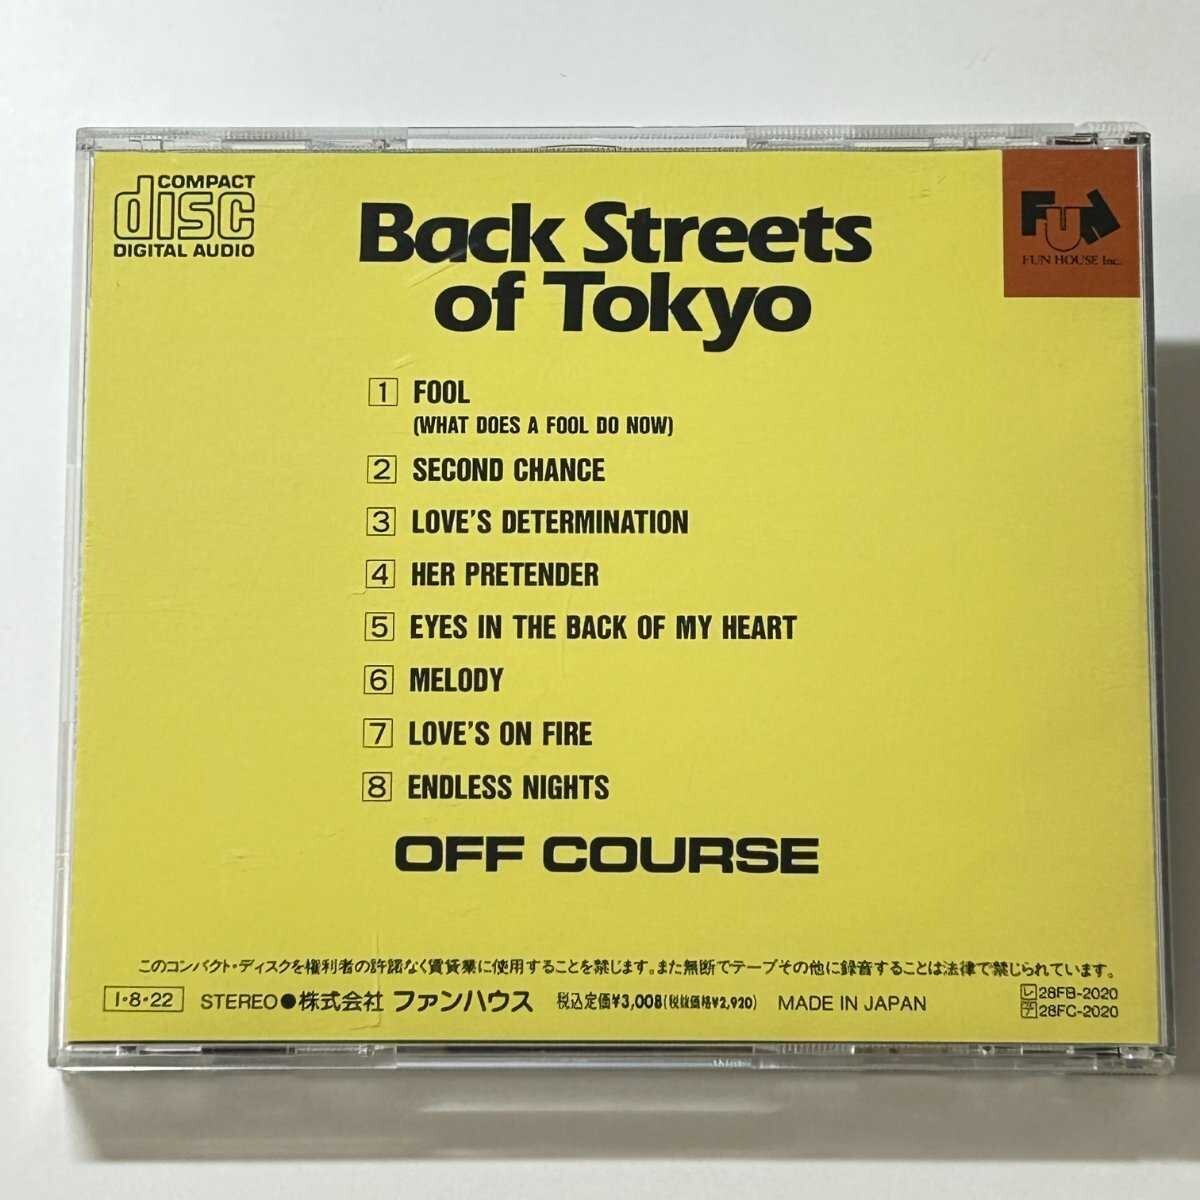 COMPACT
disc
DIGITAL AUDIO
FUN
FUN HOUSE Inc.
Back Streets
of Tokyo
1 FOOL
(WHAT DOES A FOOL DO NOW)
2 SECOND CHANCE
3 LOVE'S DETERMINATION
4 HER PRETENDER
5 EYES IN THE BACK OF MY HEART
6 MELODY
7 LOVE'S ON FIRE
8 ENDLESS NIGHTS
OFF COURSE
このコンパクト・ディスクを権利者の許諾なく賃貸業に使用することを禁じます。また無断でテープその他に録音することは法律で禁じられています。
I・8・22 STEREO●株式会社 ファンハウス 税込定価¥3,008(税抜価格¥2,920) MADE IN JAPAN
レ 28FB-2020
テ 28FC-2020